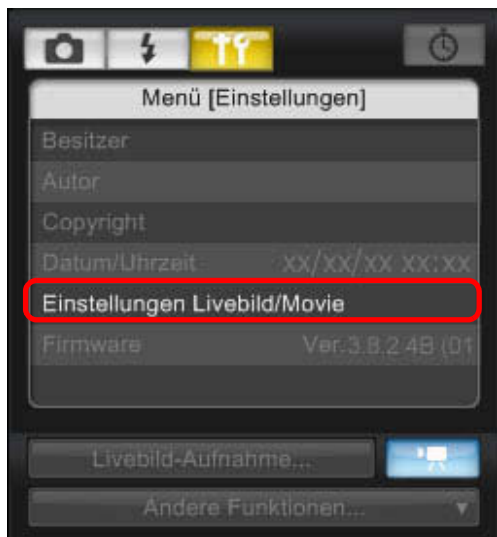 Menü [Einstellungen]
Besitzer
Autor
Copyright
Datum/Uhrzeit xx/xx/xx xx:xx
Einstellungen Livebild/Movie
Firmware Ver.3.8.2 4B (01
Livebild-Aufnahme...
Andere Funktionen...